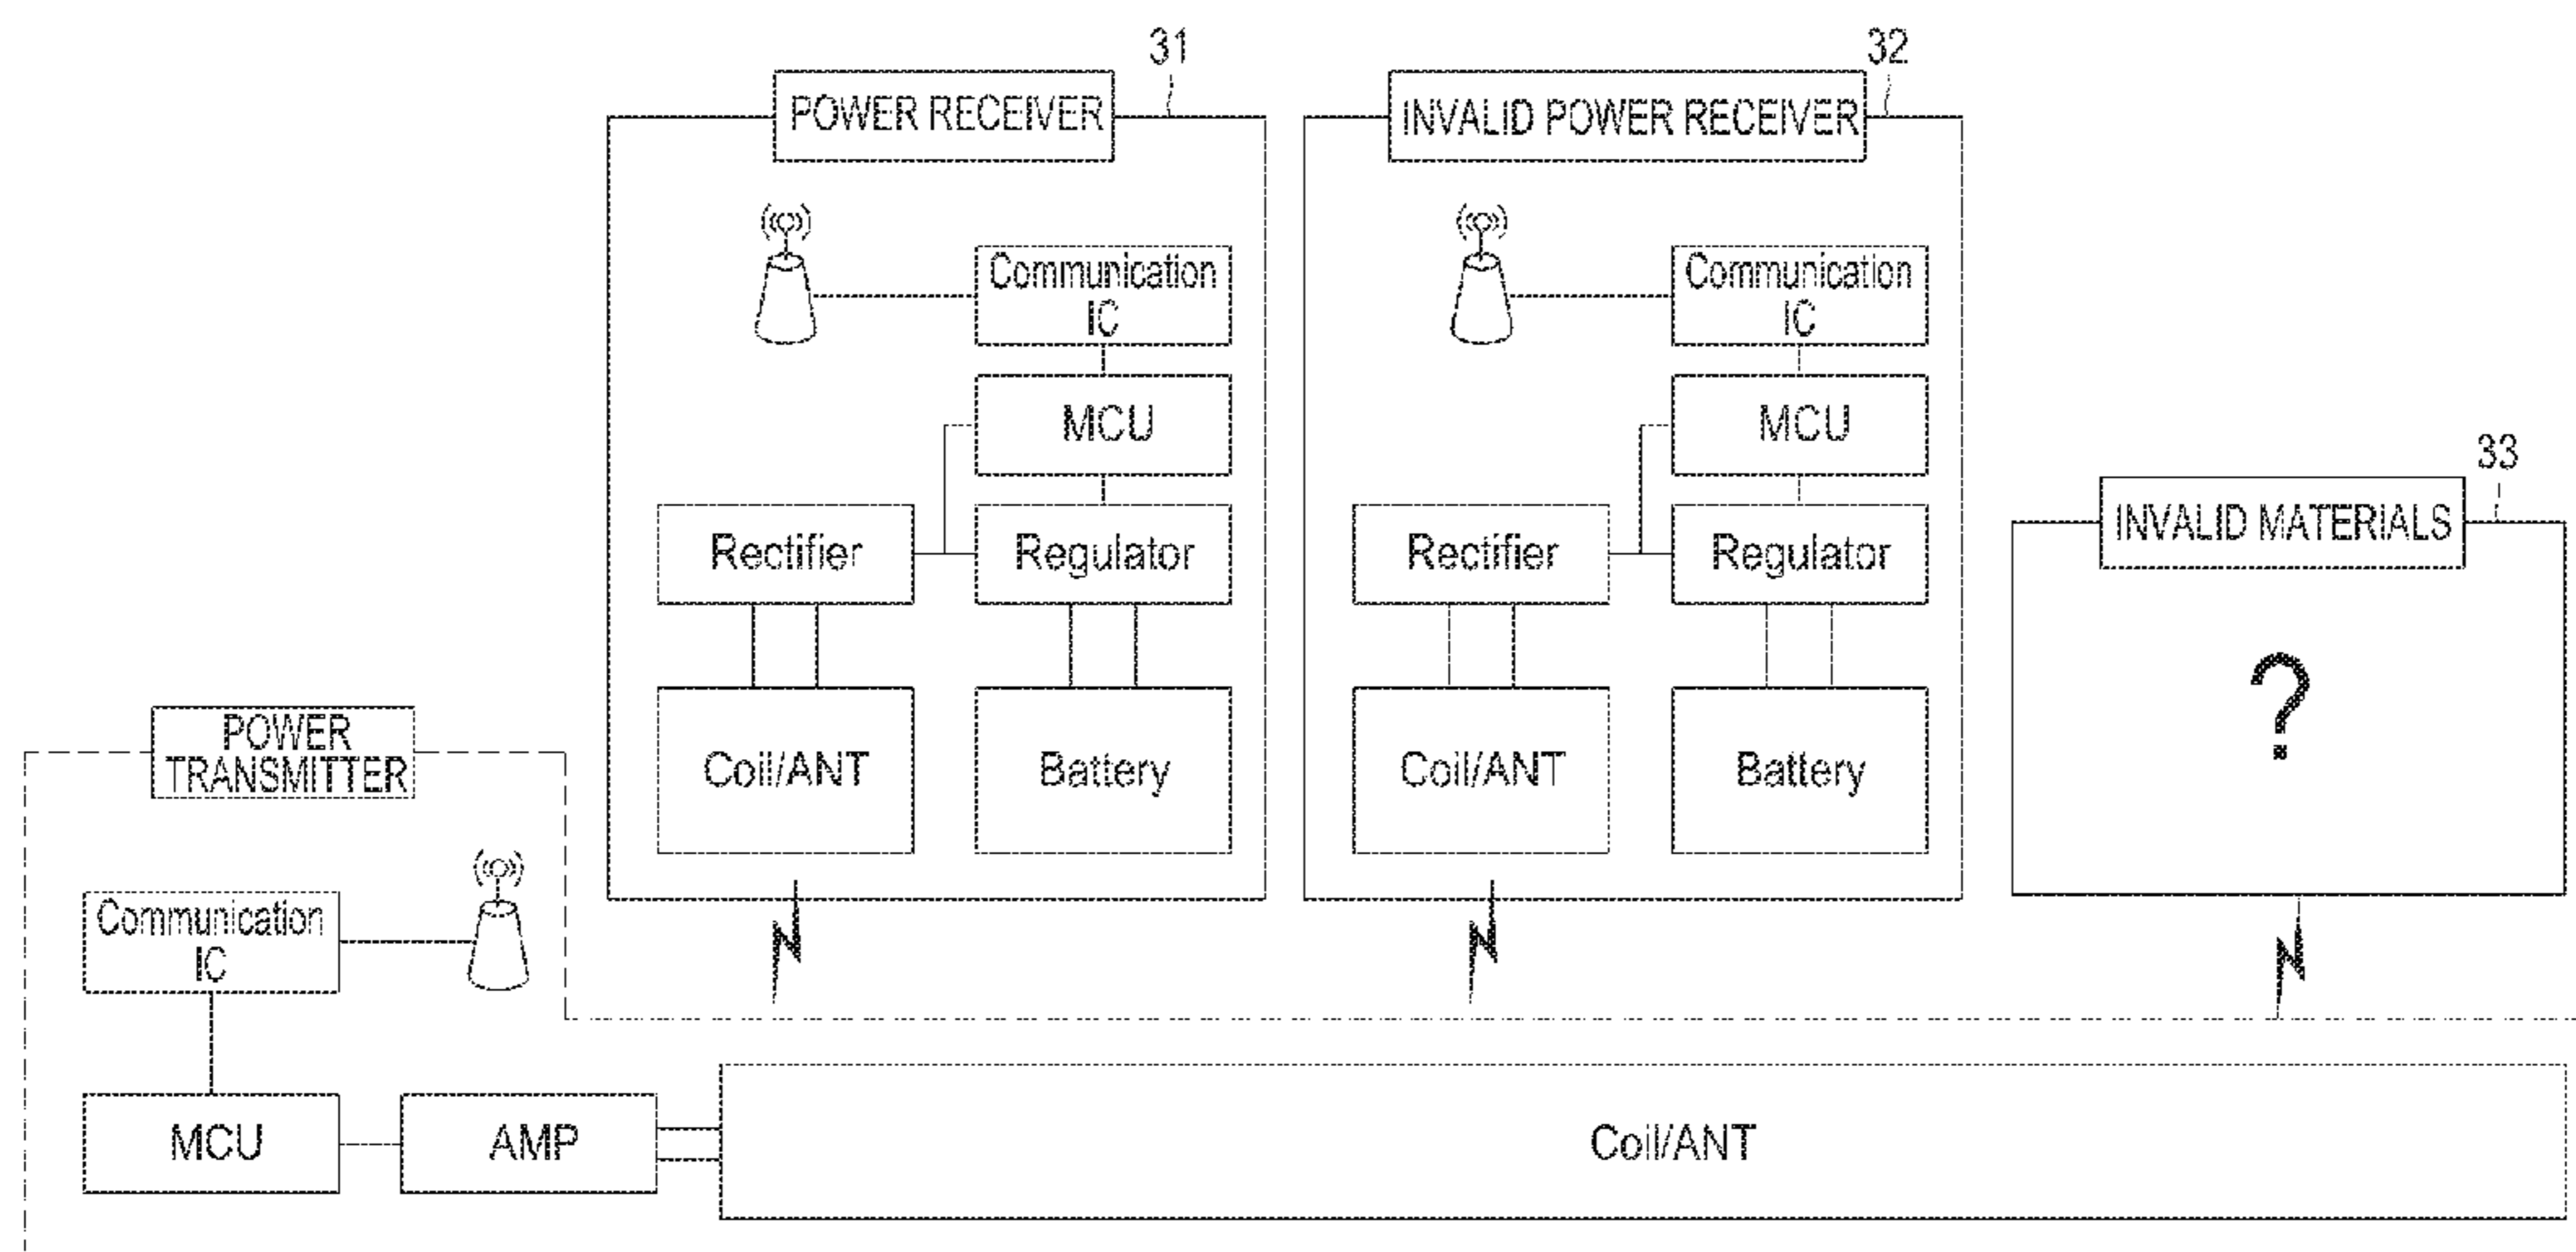 31
POWER RECEIVER
Communication
IC
MCU
Rectifier
Regulator
Coil/ANT
Battery
32
INVALID POWER RECEIVER
Communication
IC
MCU
Rectifier
Regulator
Coil/ANT
Battery
33
INVALID MATERIALS
?
POWER
TRANSMITTER
Communication
IC
MCU
AMP
Coil/ANT